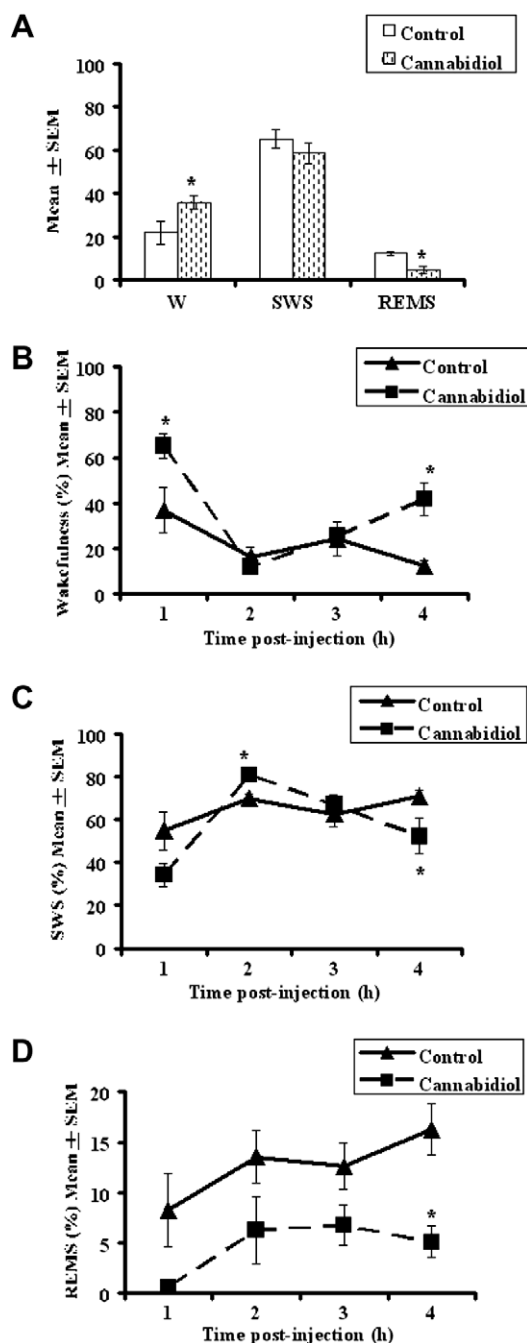 A
Control
Cannabidiol
Mean ± SEM
100
80
60
40
20
0
*
*
W SWS REMS
B
Control
Cannabidiol
Wakefulness (%) Mean ± SEM
100
80
60
40
20
0
*
*
1 2 3 4
Time post-injection (h)
C
Control
Cannabidiol
SWS (%) Mean ± SEM
100
80
60
40
20
0
*
*
1 2 3 4
Time post-injection (h)
D
Control
Cannabidiol
REMS (%) Mean ± SEM
20
15
10
5
0
*
1 2 3 4
Time post-injection (h)